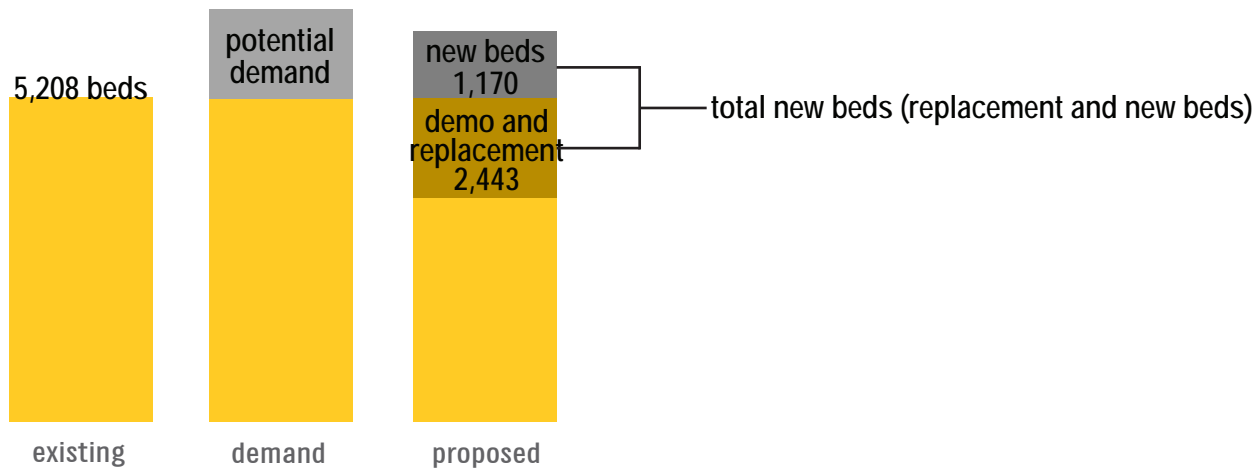 5,208 beds
potential
demand
new beds
1,170
demo and
replacement
2,443
total new beds (replacement and new beds)
existing
demand
proposed